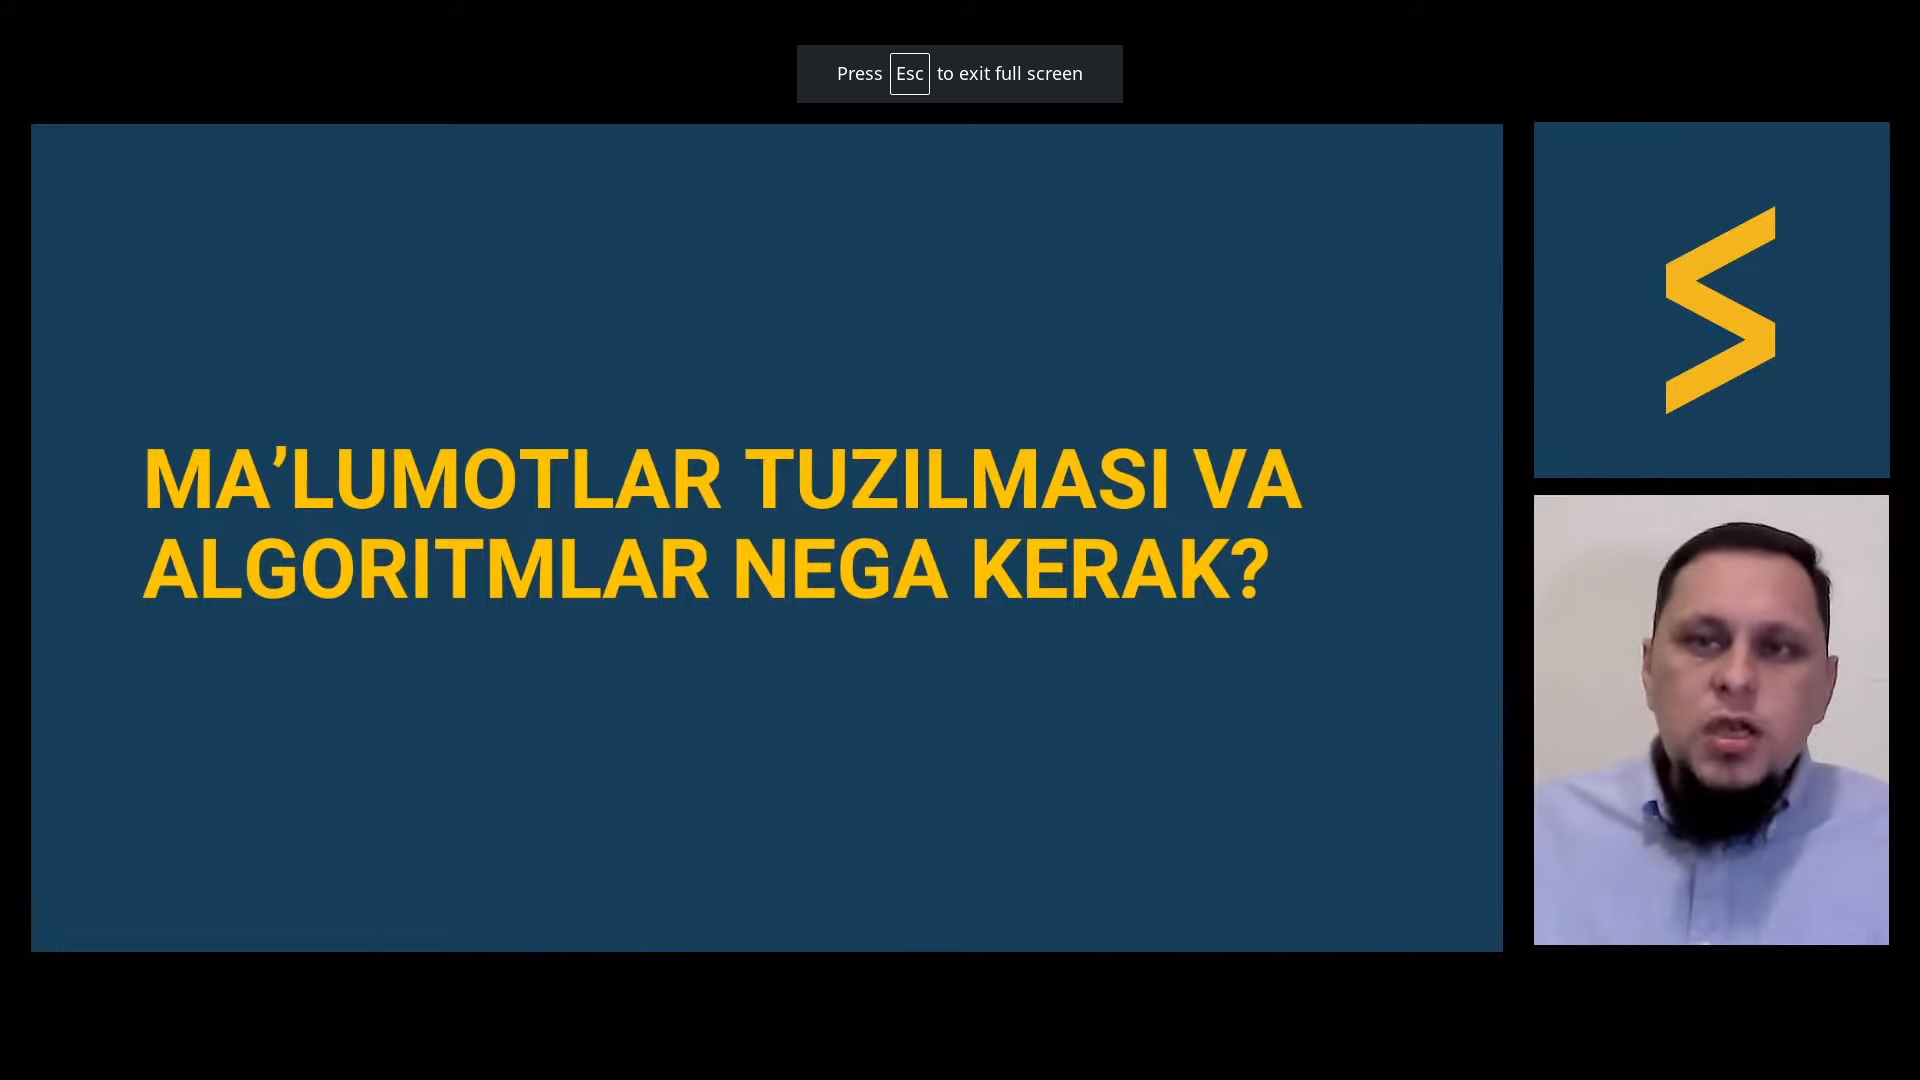 Press Esc to exit full screen
MA’LUMOTLAR TUZILMASI VA
ALGORITMLAR NEGA KERAK?